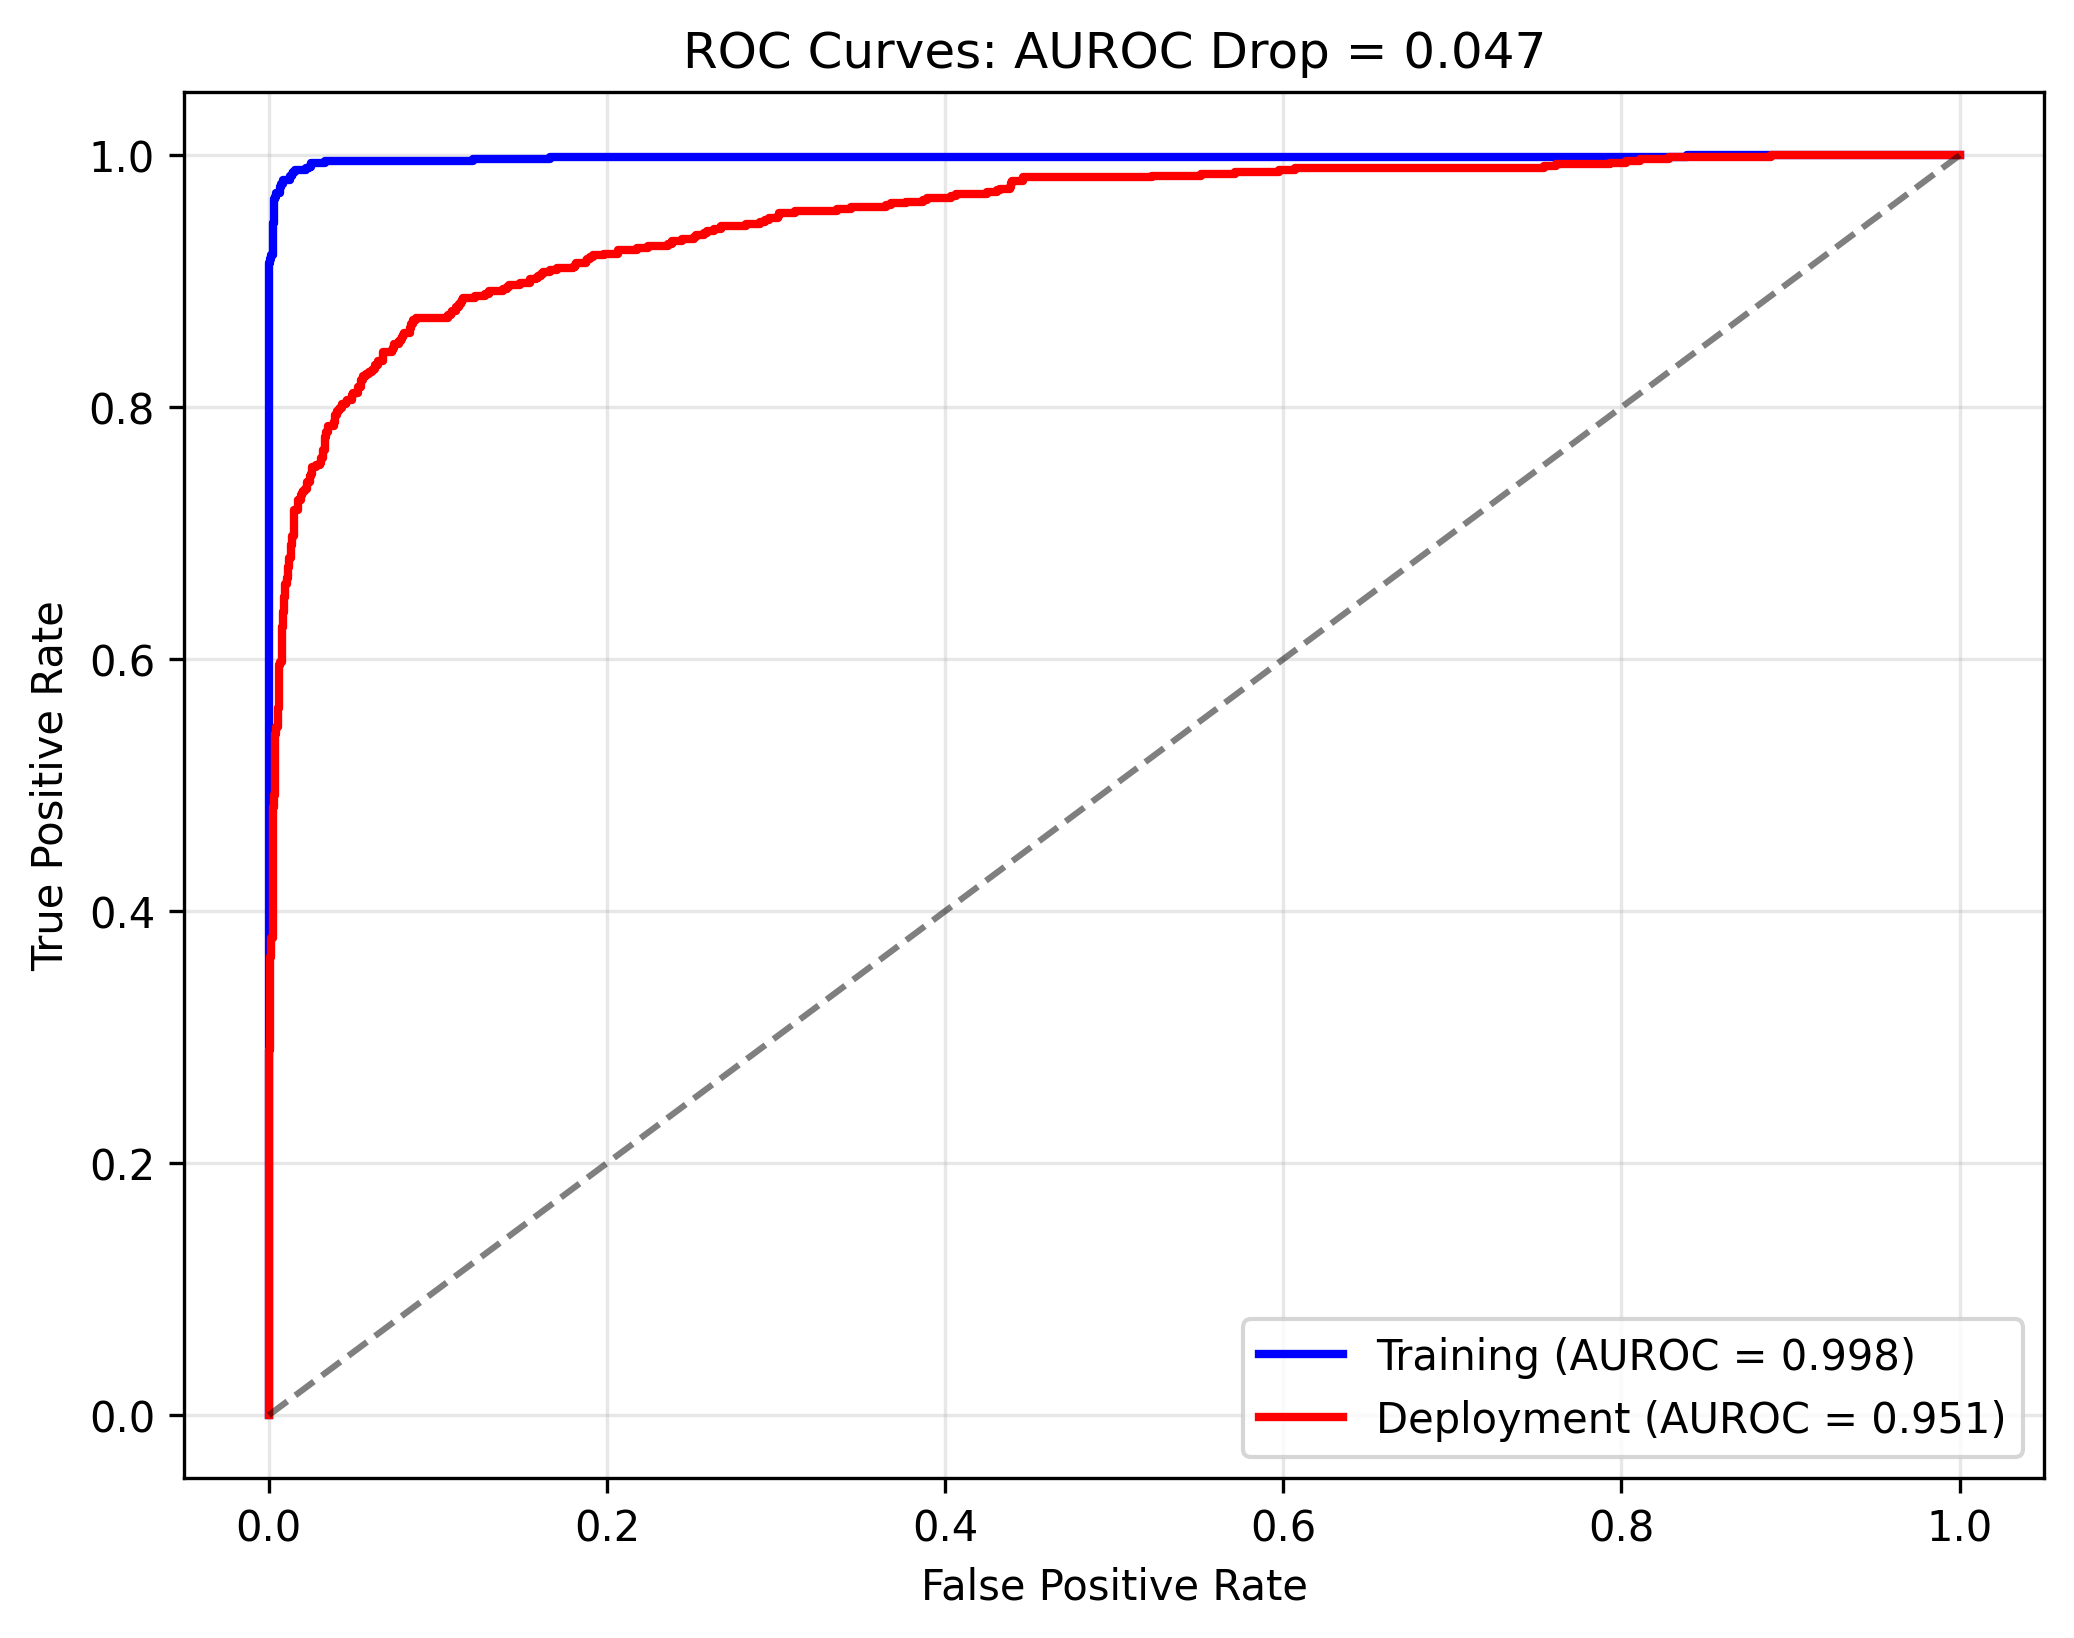 ROC Curves: AUROC Drop = 0.047
True Positive Rate
1.0
0.8
0.6
0.4
0.2
0.0
Training (AUROC = 0.998)
Deployment (AUROC = 0.951)
0.0 0.2 0.4 0.6 0.8 1.0
False Positive Rate